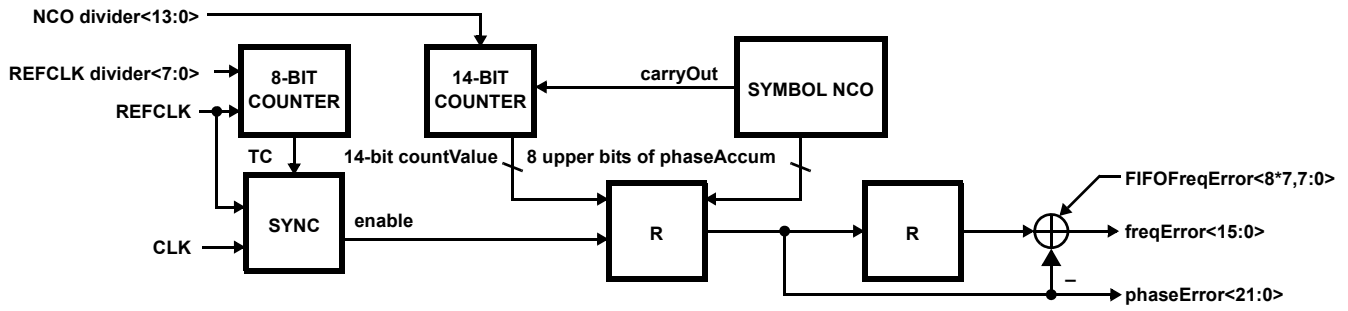 NCO divider<13:0>
REFCLK divider<7:0>
REFCLK
8-BIT
COUNTER
14-BIT
COUNTER
carryOut
SYMBOL NCO
TC
14-bit countValue
8 upper bits of phaseAccum
SYNC
CLK
enable
R
R
FIFOFreqError<8*7,7:0>
freqError<15:0>
–
phaseError<21:0>